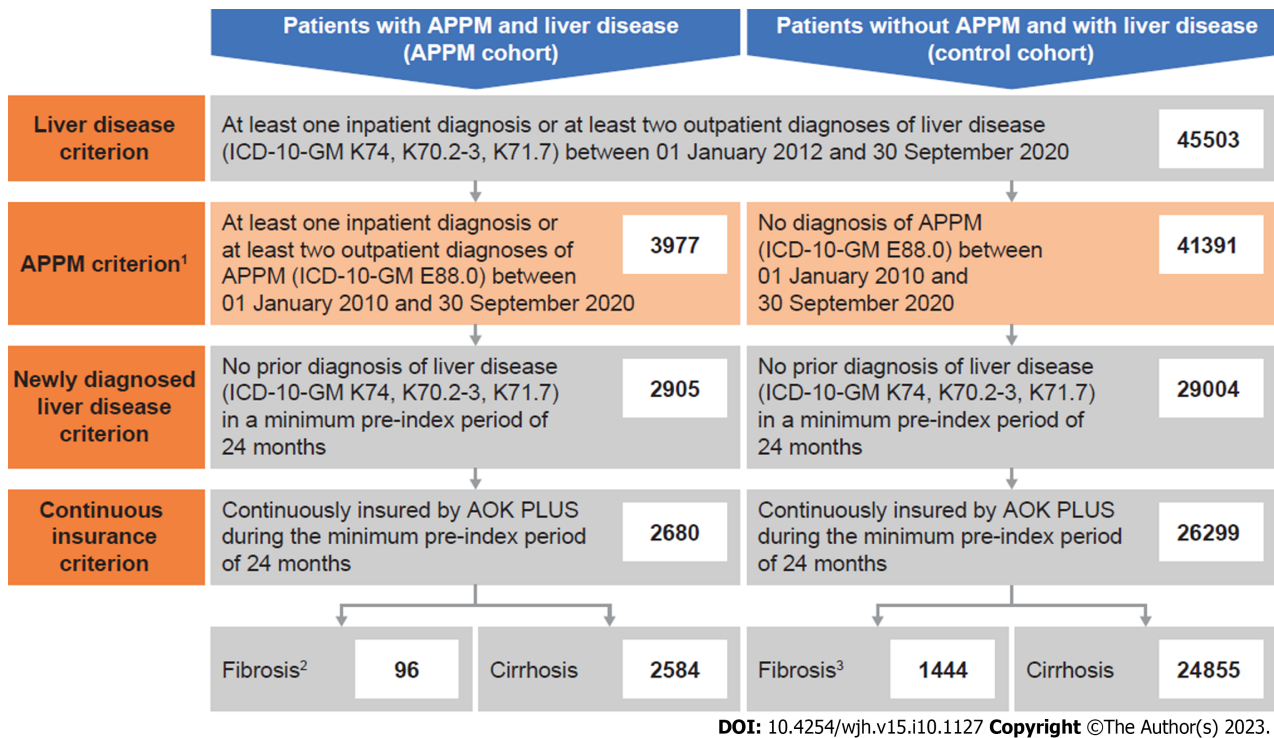 Patients with APPM and liver disease
(APPM cohort)
Patients without APPM and with liver disease
(control cohort)
Liver disease
criterion
At least one inpatient diagnosis or at least two outpatient diagnoses of liver disease
(ICD-10-GM K74, K70.2-3, K71.7) between 01 January 2012 and 30 September 2020
45503
APPM criterion¹
At least one inpatient diagnosis or
at least two outpatient diagnoses of
APPM (ICD-10-GM E88.0) between
01 January 2010 and 30 September 2020
3977
No diagnosis of APPM
(ICD-10-GM E88.0) between
01 January 2010 and
30 September 2020
41391
Newly diagnosed
liver disease
criterion
No prior diagnosis of liver disease
(ICD-10-GM K74, K70.2-3, K71.7)
in a minimum pre-index period of
24 months
2905
No prior diagnosis of liver disease
(ICD-10-GM K74, K70.2-3, K71.7)
in a minimum pre-index period of
24 months
29004
Continuous
insurance
criterion
Continuously insured by AOK PLUS
during the minimum pre-index period
of 24 months
2680
Continuously insured by AOK PLUS
during the minimum pre-index period
of 24 months
26299
Fibrosis²
96
Cirrhosis
2584
Fibrosis³
1444
Cirrhosis
24855
DOI: 10.4254/wjh.v15.i10.1127 Copyright ©The Author(s) 2023.